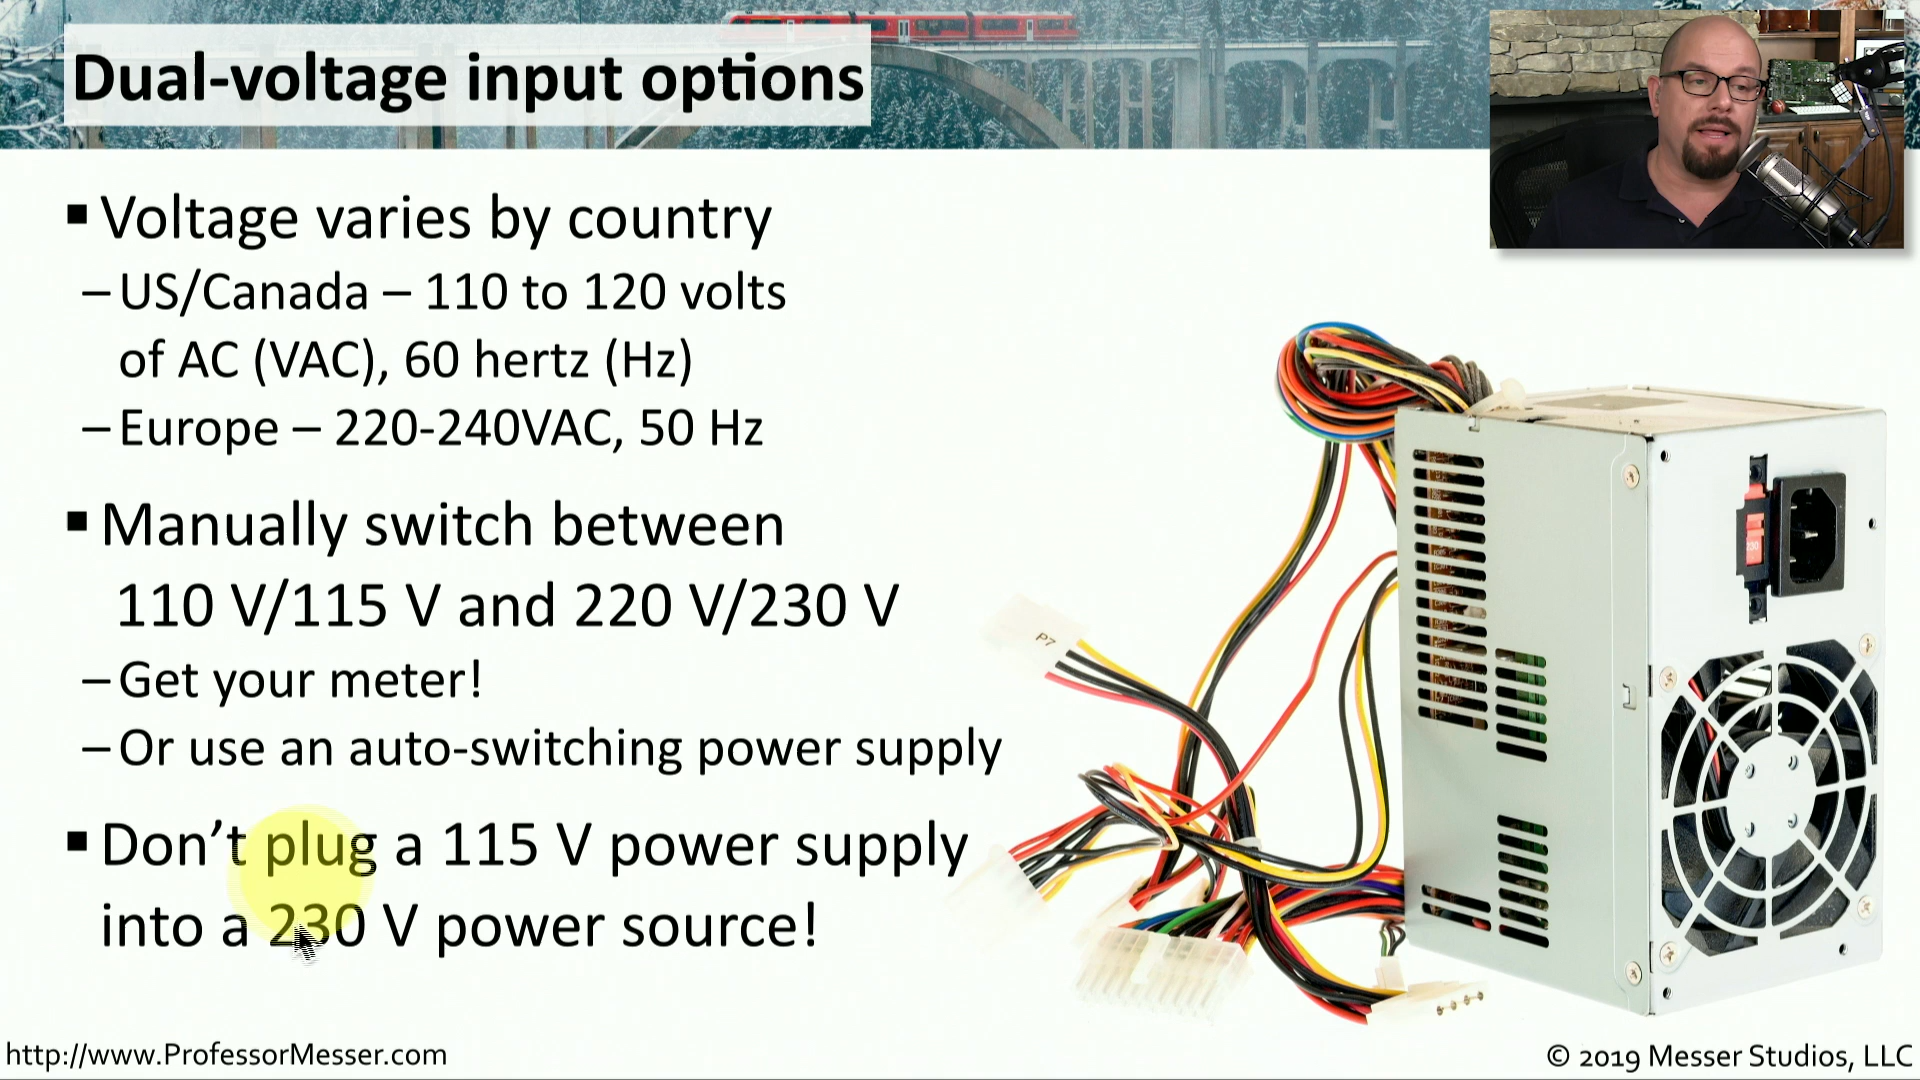 Dual-voltage input options
▪ Voltage varies by country
– US/Canada – 110 to 120 volts
of AC (VAC), 60 hertz (Hz)
– Europe – 220-240VAC, 50 Hz
▪ Manually switch between
110 V/115 V and 220 V/230 V
– Get your meter!
– Or use an auto-switching power supply
▪ Don’t plug a 115 V power supply
into a 230 V power source!
P7
230
http://www.ProfessorMesser.com
© 2019 Messer Studios, LLC